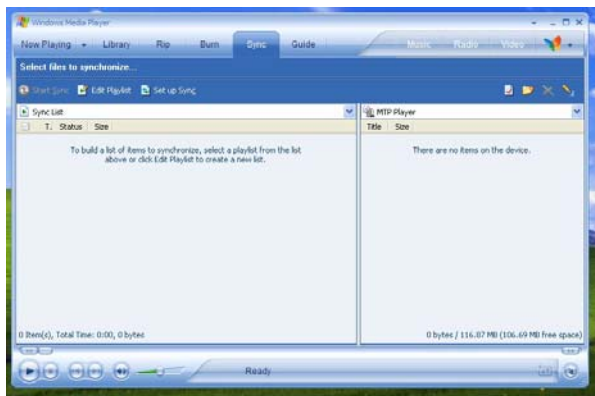 Windows Media Player
Now Playing Library Rip Burn Sync Guide Music Radio Video
Select files to synchronize...
Start Sync Edit Playlist Set up Sync
Sync List MTP Player
T. Status Size Title Size
To build a list of items to synchronize, select a playlist from the list There are no items on the device.
above or click Edit Playlist to create a new list.
0 Item(s), Total Time: 0:00, 0 bytes 0 bytes / 116.87 MB (106.69 MB free space)
Ready